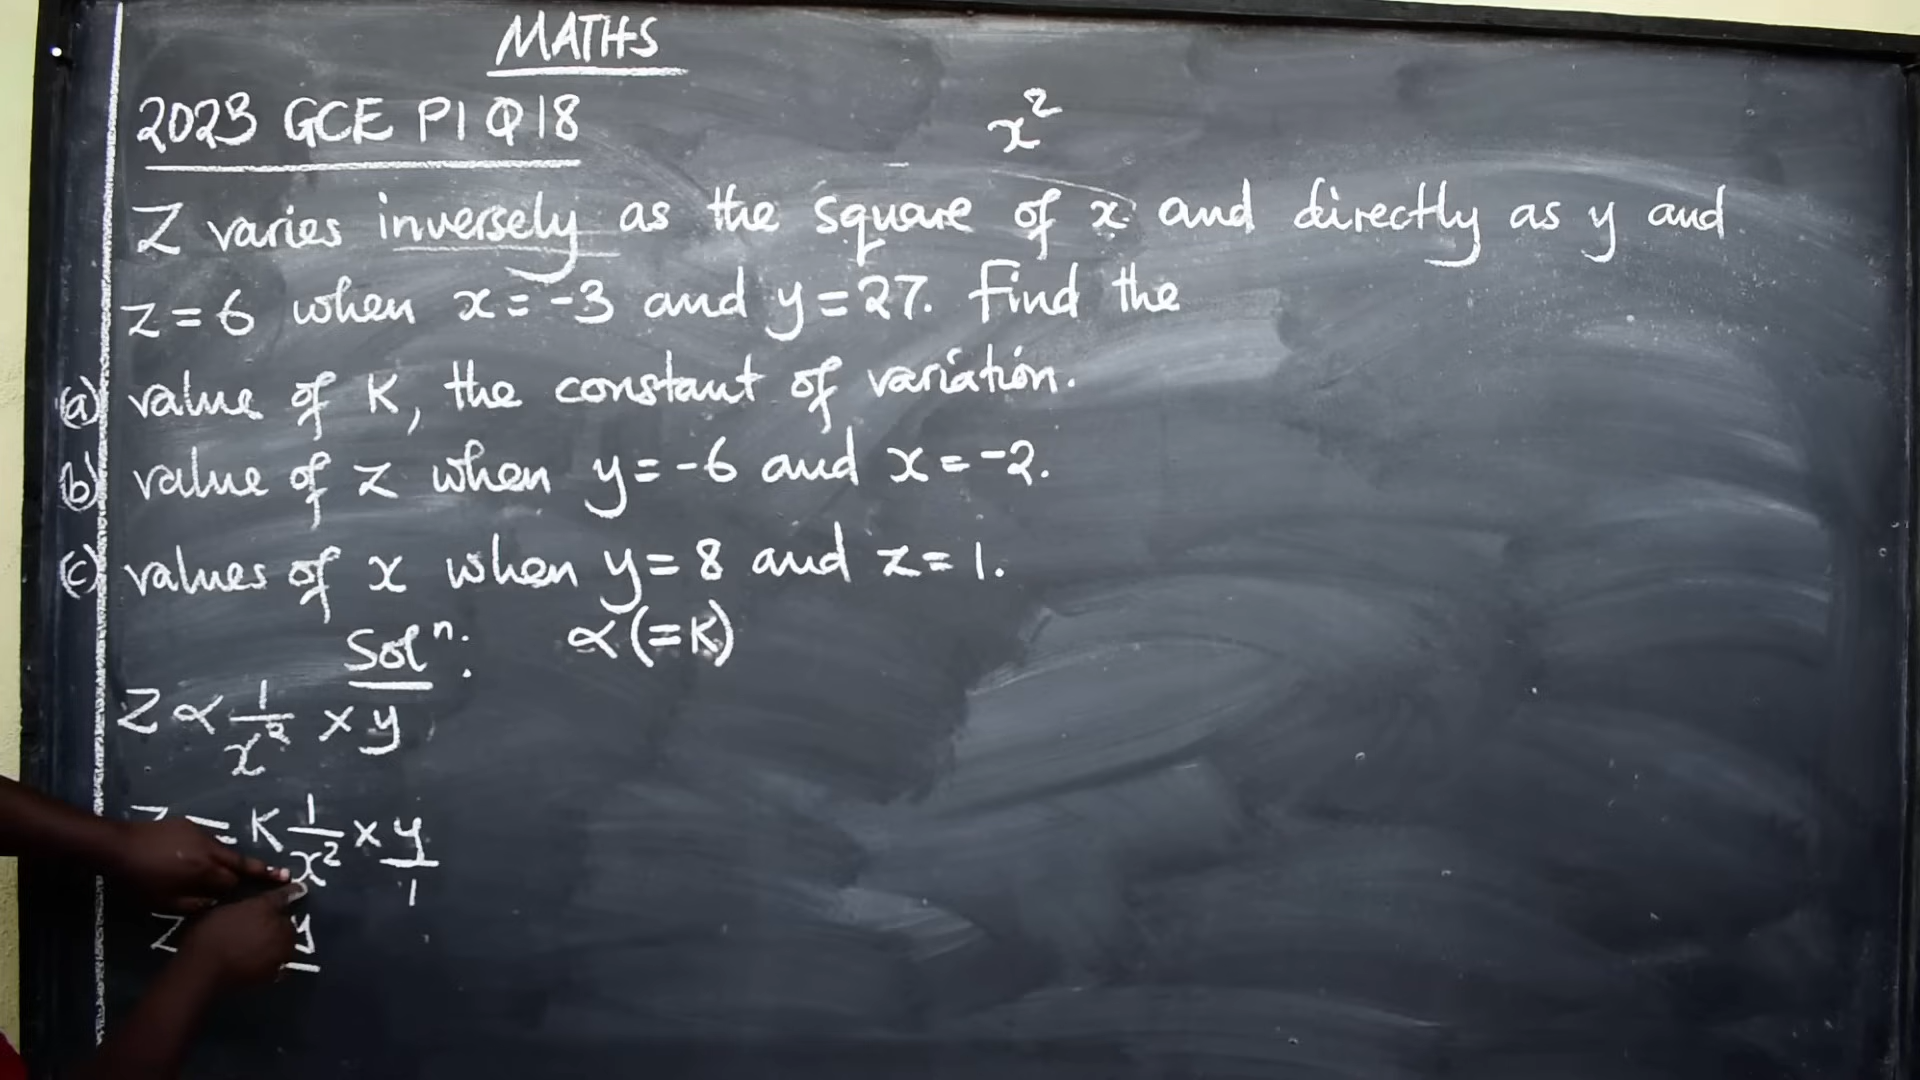 MATHS
2023 GCE P1 Q18
x²
Z varies inversely as the square of x and directly as y and
z = 6 when x = -3 and y = 27. Find the
(a) value of K, the constant of variation.
(b) value of z when y = -6 and x = -2.
(c) values of x when y = 8 and z = 1.
Solⁿ: ∝ (= K)
Z ∝ 1/x² × y
Z = K 1/x² × y/1
Z y